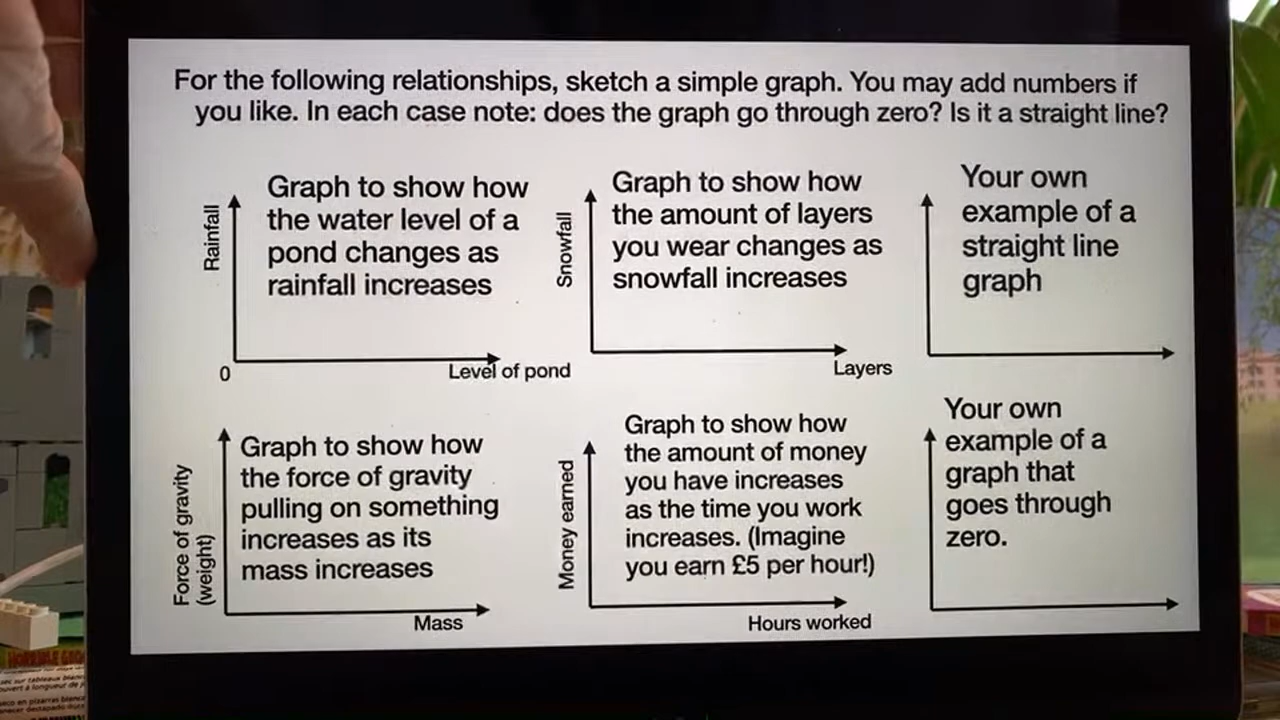 For the following relationships, sketch a simple graph. You may add numbers if
you like. In each case note: does the graph go through zero? Is it a straight line?
Rainfall
Graph to show how
the water level of a
pond changes as
rainfall increases
0
Level of pond
Snowfall
Graph to show how
the amount of layers
you wear changes as
snowfall increases
Layers
Your own
example of a
straight line
graph
Force of gravity
(weight)
Graph to show how
the force of gravity
pulling on something
increases as its
mass increases
Mass
Money earned
Graph to show how
the amount of money
you have increases
as the time you work
increases. (Imagine
you earn £5 per hour!)
Hours worked
Your own
example of a
graph that
goes through
zero.